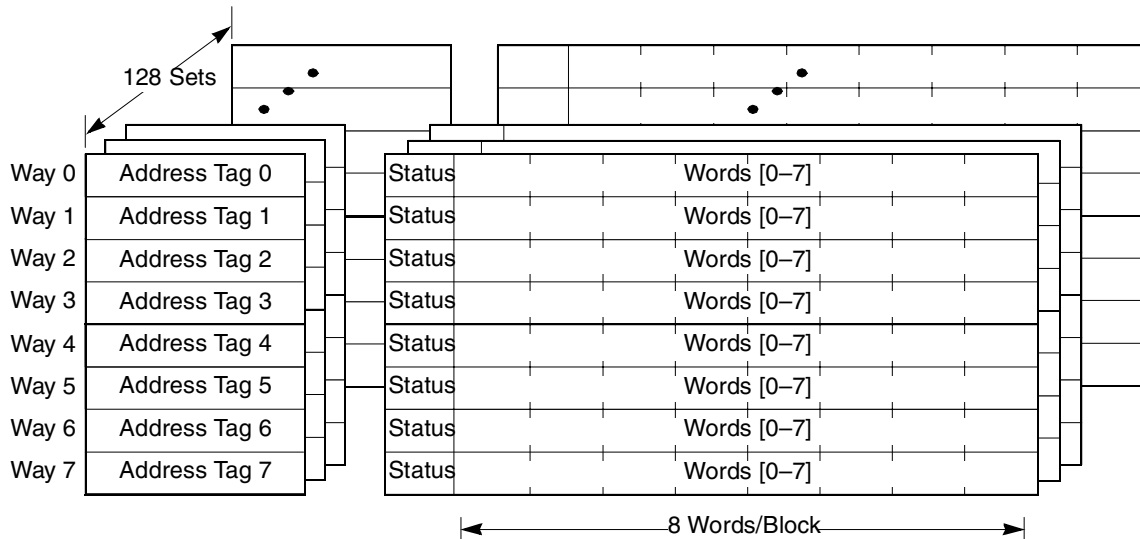 128 Sets
Way 0 Address Tag 0 Status Words [0–7]
Way 1 Address Tag 1 Status Words [0–7]
Way 2 Address Tag 2 Status Words [0–7]
Way 3 Address Tag 3 Status Words [0–7]
Way 4 Address Tag 4 Status Words [0–7]
Way 5 Address Tag 5 Status Words [0–7]
Way 6 Address Tag 6 Status Words [0–7]
Way 7 Address Tag 7 Status Words [0–7]
8 Words/Block